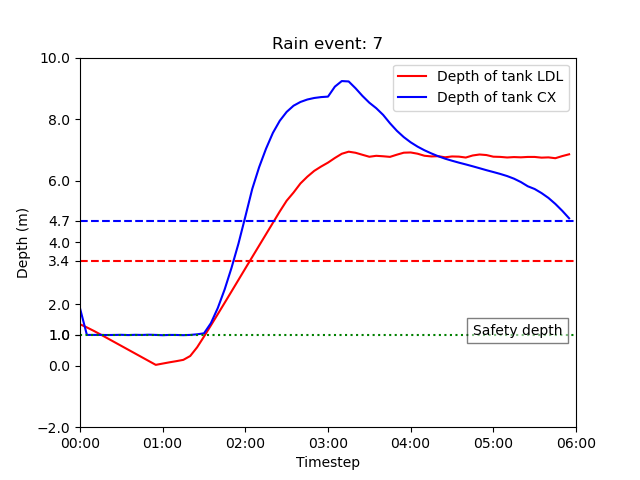 Rain event: 7
Depth of tank LDL
Depth of tank CX
10.0
8.0
6.0
4.7
4.0
3.4
2.0
1.0
0.0
−2.0
Depth (m)
Safety depth
00:00 01:00 02:00 03:00 04:00 05:00 06:00
Timestep